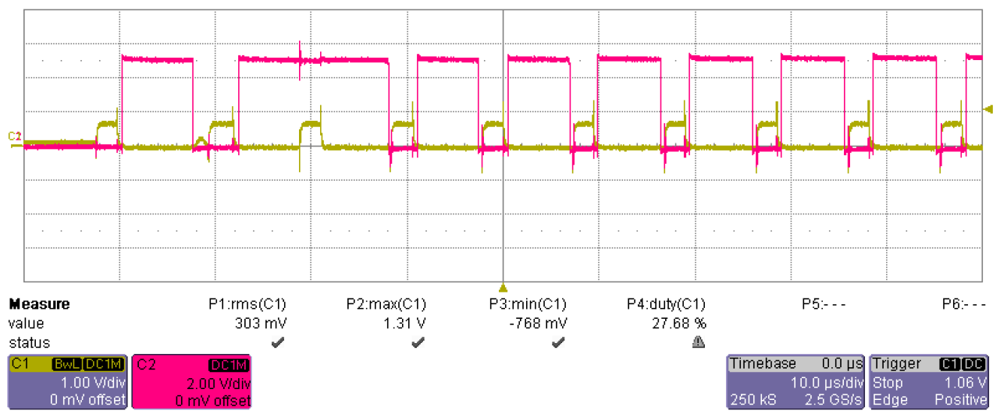 C2
Measure P1:rms(C1) P2:max(C1) P3:min(C1) P4:duty(C1) P5:- - - P6:- - -
value 303 mV 1.31 V -768 mV 27.68 %
status
C1 BwL DC1M C2 DC1M Timebase 0.0 µs Trigger C1 DC
1.00 V/div 2.00 V/div 10.0 µs/div Stop 1.06 V
0 mV offset 0 mV offset 250 kS 2.5 GS/s Edge Positive